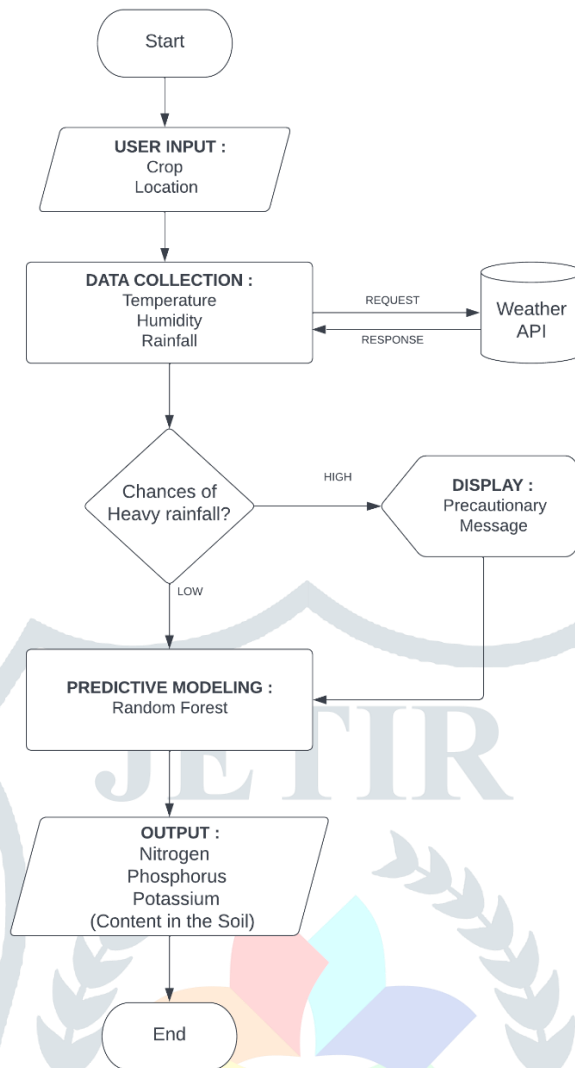 Start
USER INPUT :
Crop
Location
DATA COLLECTION :
Temperature
Humidity
Rainfall
REQUEST
RESPONSE
Weather
API
Chances of
Heavy rainfall?
HIGH
DISPLAY :
Precautionary
Message
LOW
PREDICTIVE MODELING :
Random Forest
JETIR
OUTPUT :
Nitrogen
Phosphorus
Potassium
(Content in the Soil)
End